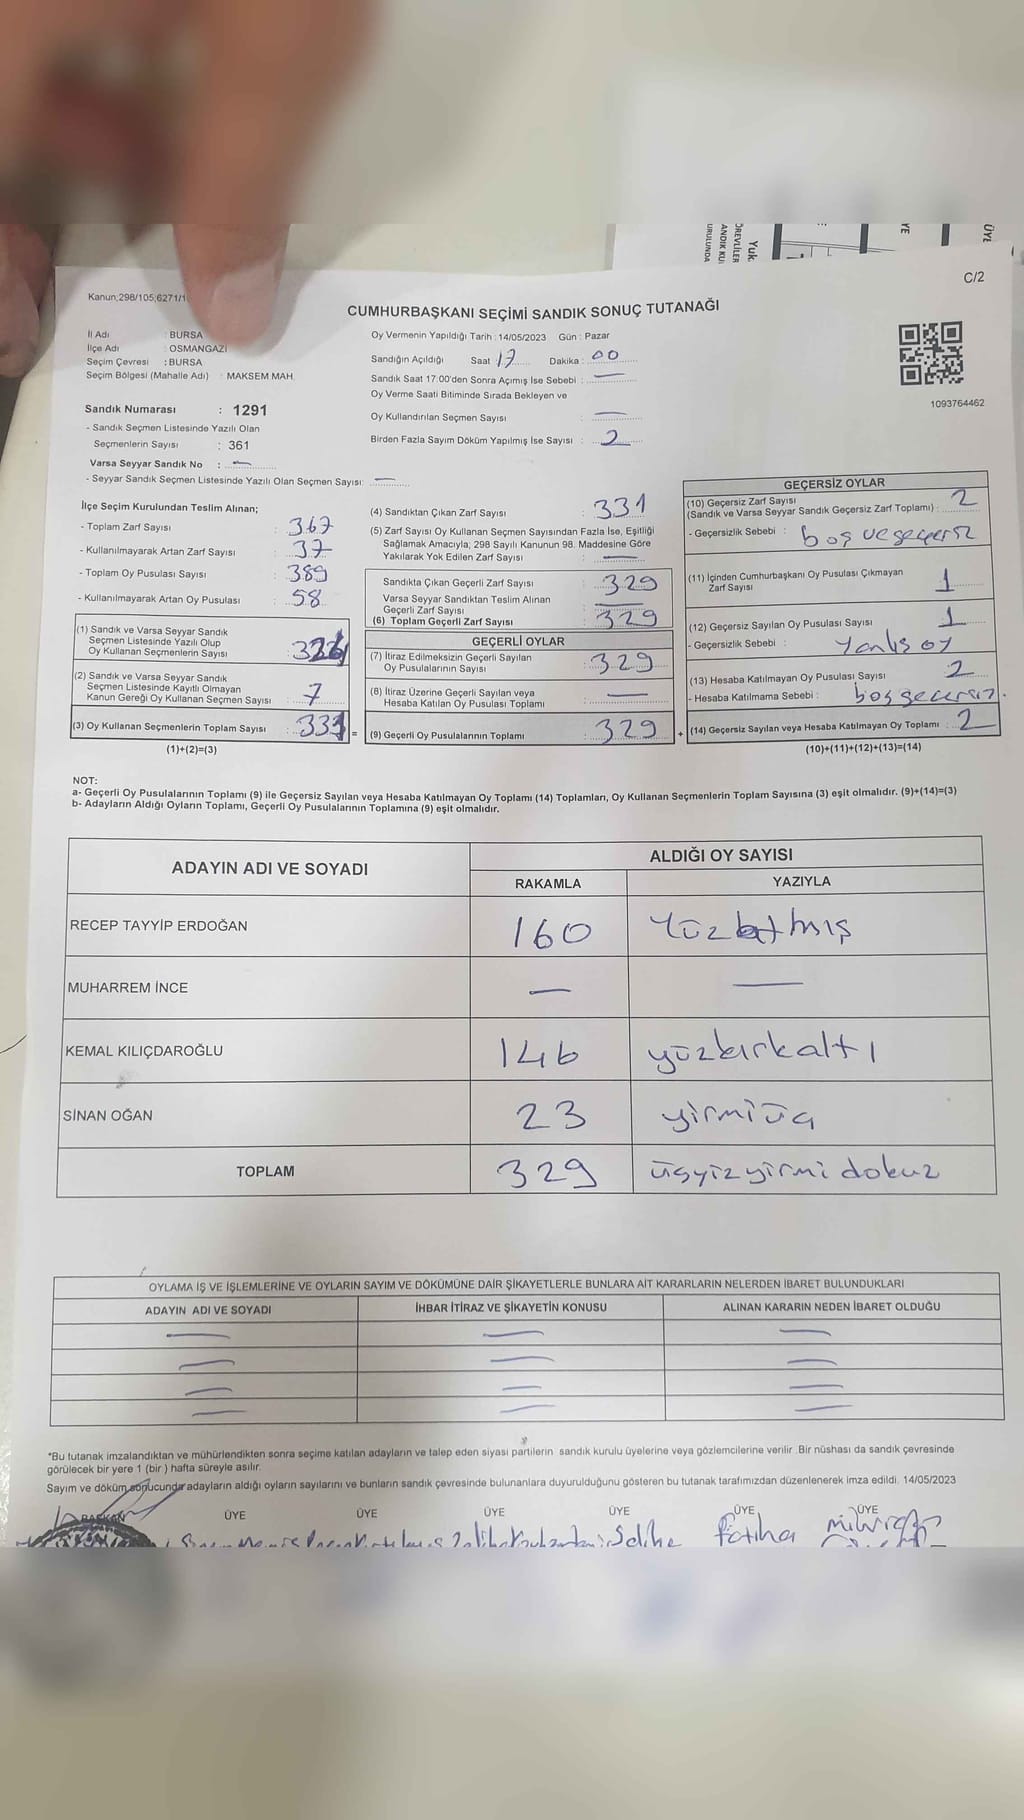 Yuk
ÜYE
C/2
Kanun;298/105;6271/1
CUMHURBAŞKANI SEÇİMİ SANDIK SONUÇ TUTANAĞI
İl Adı : BURSA
İlçe Adı : OSMANGAZİ
Seçim Çevresi : BURSA
Seçim Bölgesi (Mahalle Adı) : MAKSEM MAH.
Sandık Numarası : 1291
- Sandık Seçmen Listesinde Yazılı Olan
Seçmenlerin Sayısı : 361
Varsa Seyyar Sandık No : —
- Seyyar Sandık Seçmen Listesinde Yazılı Olan Seçmen Sayısı: —
Oy Vermenin Yapıldığı Tarih : 14/05/2023 Gün : Pazar
Sandığın Açıldığı Saat 17 Dakika : 00
Sandık Saat 17:00'den Sonra Açımış İse Sebebi : —
Oy Verme Saati Bitiminde Sırada Bekleyen ve
Oy Kullandırılan Seçmen Sayısı : —
Birden Fazla Sayım Döküm Yapılmış İse Sayısı : 2
1093764462
İlçe Seçim Kurulundan Teslim Alınan;
- Toplam Zarf Sayısı : 367
- Kullanılmayarak Artan Zarf Sayısı : 37
- Toplam Oy Pusulası Sayısı : 389
- Kullanılmayarak Artan Oy Pusulası : 58
(1) Sandık ve Varsa Seyyar Sandık
Seçmen Listesinde Yazılı Olup
Oy Kullanan Seçmenlerin Sayısı
(2) Sandık ve Varsa Seyyar Sandık
Seçmen Listesinde Kayıtlı Olmayan
Kanun Gereği Oy Kullanan Seçmen Sayısı : 7
(3) Oy Kullanan Seçmenlerin Toplam Sayısı : 331 =
(1)+(2)=(3)
(4) Sandıktan Çıkan Zarf Sayısı : 331
(5) Zarf Sayısı Oy Kullanan Seçmen Sayısından Fazla İse, Eşitliği
Sağlamak Amacıyla; 298 Sayılı Kanunun 98. Maddesine Göre
Yakılarak Yok Edilen Zarf Sayısı : —
Sandıkta Çıkan Geçerli Zarf Sayısı : 329
Varsa Seyyar Sandıktan Teslim Alınan
Geçerli Zarf Sayısı : —
(6) Toplam Geçerli Zarf Sayısı : 329
GEÇERLİ OYLAR
(7) İtiraz Edilmeksizin Geçerli Sayılan
Oy Pusulalarının Sayısı : 329
(8) İtiraz Üzerine Geçerli Sayılan veya
Hesaba Katılan Oy Pusulası Toplamı : —
(9) Geçerli Oy Pusulalarının Toplamı : 329 +
GEÇERSİZ OYLAR
(10) Geçersiz Zarf Sayısı
(Sandık ve Varsa Seyyar Sandık Geçersiz Zarf Toplamı) : 2
- Geçersizlik Sebebi : boş ve geçersiz
(11) İçinden Cumhurbaşkanı Oy Pusulası Çıkmayan
Zarf Sayısı : 1
(12) Geçersiz Sayılan Oy Pusulası Sayısı : 1
- Geçersizlik Sebebi : Yanlış oy
(13) Hesaba Katılmayan Oy Pusulası Sayısı : 2
- Hesaba Katılmama Sebebi : boş geçersiz.
(14) Geçersiz Sayılan veya Hesaba Katılmayan Oy Toplamı : 2
(10)+(11)+(12)+(13)=(14)
NOT:
a- Geçerli Oy Pusulalarının Toplamı (9) ile Geçersiz Sayılan veya Hesaba Katılmayan Oy Toplamı (14) Toplamları, Oy Kullanan Seçmenlerin Toplam Sayısına (3) eşit olmalıdır. (9)+(14)=(3)
b- Adayların Aldığı Oyların Toplamı, Geçerli Oy Pusulalarının Toplamına (9) eşit olmalıdır.
ADAYIN ADI VE SOYADI ALDIĞI OY SAYISI
RAKAMLA YAZIYLA
RECEP TAYYİP ERDOĞAN 160 Yüzatmış
MUHARREM İNCE — —
KEMAL KILIÇDAROĞLU 146 yüzkırkaltı
SİNAN OĞAN 23 yirmiüç
TOPLAM 329 üçyüzyirmidokuz
OYLAMA İŞ VE İŞLEMLERİNE VE OYLARIN SAYIM VE DÖKÜMÜNE DAİR ŞİKAYETLERLE BUNLARA AİT KARARLARIN NELERDEN İBARET BULUNDUKLARI
ADAYIN ADI VE SOYADI İHBAR İTİRAZ VE ŞİKAYETİN KONUSU ALINAN KARARIN NEDEN İBARET OLDUĞU
— — —
— — —
— — —
— — —
*Bu tutanak imzalandıktan ve mühürlendikten sonra seçime katılan adayların ve talep eden siyasi partilerin sandık kurulu üyelerine veya gözlemcilerine verilir. Bir nüshası da sandık çevresinde
görülecek bir yere 1 (bir) hafta süreyle asılır.
Sayım ve döküm sonucunda adayların aldığı oyların sayılarını ve bunların sandık çevresinde bulunanlara duyurulduğunu gösteren bu tutanak tarafımızdan düzenlenerek imza edildi. 14/05/2023
BAŞKAN ÜYE ÜYE ÜYE ÜYE ÜYE ÜYE
Fatiha